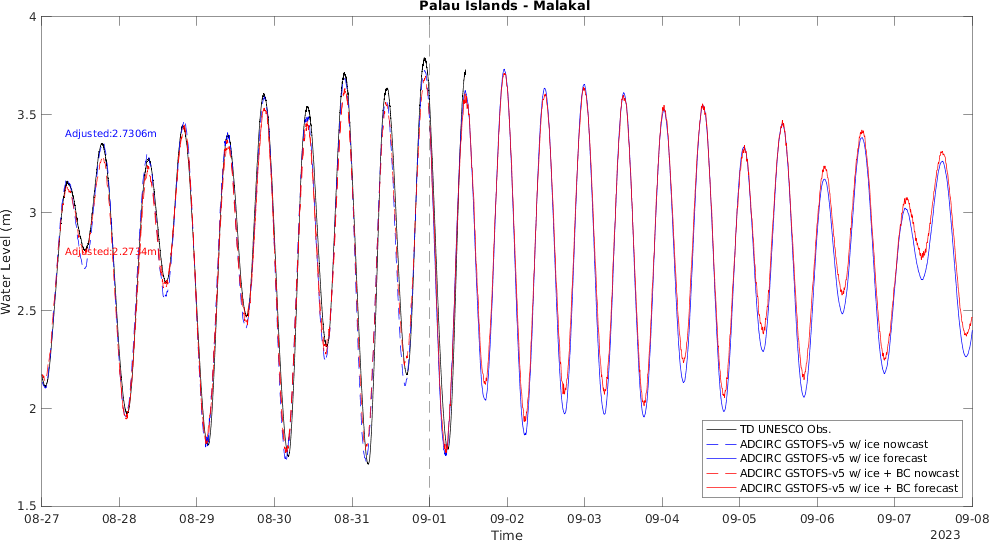 Palau Islands - Malakal
4
3.5
3
2.5
2
1.5
Water Level (m)
Adjusted:2.7306m
Adjusted:2.2734m
TD UNESCO Obs.
ADCIRC GSTOFS-v5 w/ ice nowcast
ADCIRC GSTOFS-v5 w/ ice forecast
ADCIRC GSTOFS-v5 w/ ice + BC nowcast
ADCIRC GSTOFS-v5 w/ ice + BC forecast
08-27 08-28 08-29 08-30 08-31 09-01 09-02 09-03 09-04 09-05 09-06 09-07 09-08
Time
2023